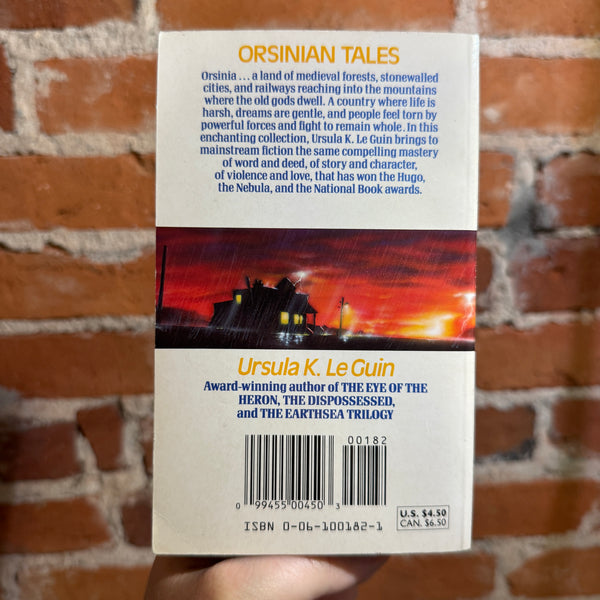 ORSINIAN TALES
Orsinia . . . a land of medieval forests, stonewalled
cities, and railways reaching into the mountains
where the old gods dwell. A country where life is
harsh, dreams are gentle, and people feel torn by
powerful forces and fight to remain whole. In this
enchanting collection, Ursula K. Le Guin brings to
mainstream fiction the same compelling mastery
of word and deed, of story and character,
of violence and love, that has won the Hugo,
the Nebula, and the National Book awards.
Ursula K. Le Guin
Award-winning author of THE EYE OF THE
HERON, THE DISPOSSESSED,
and THE EARTHSEA TRILOGY
00182
0 99455 00450 3
U.S. $4.50
CAN. $6.50
ISBN 0-06-100182-1